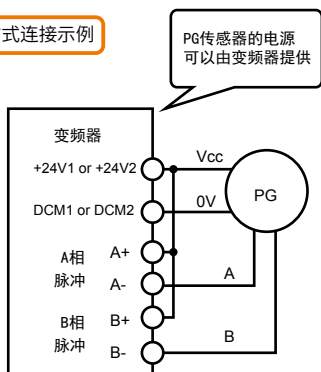 式连接示例
PG传感器的电源
可以由变频器提供
变频器
+24V1 or +24V2
Vcc
DCM1 or DCM2
0V
PG
A相
脉冲
A+
A-
A
B相
脉冲
B+
B-
B